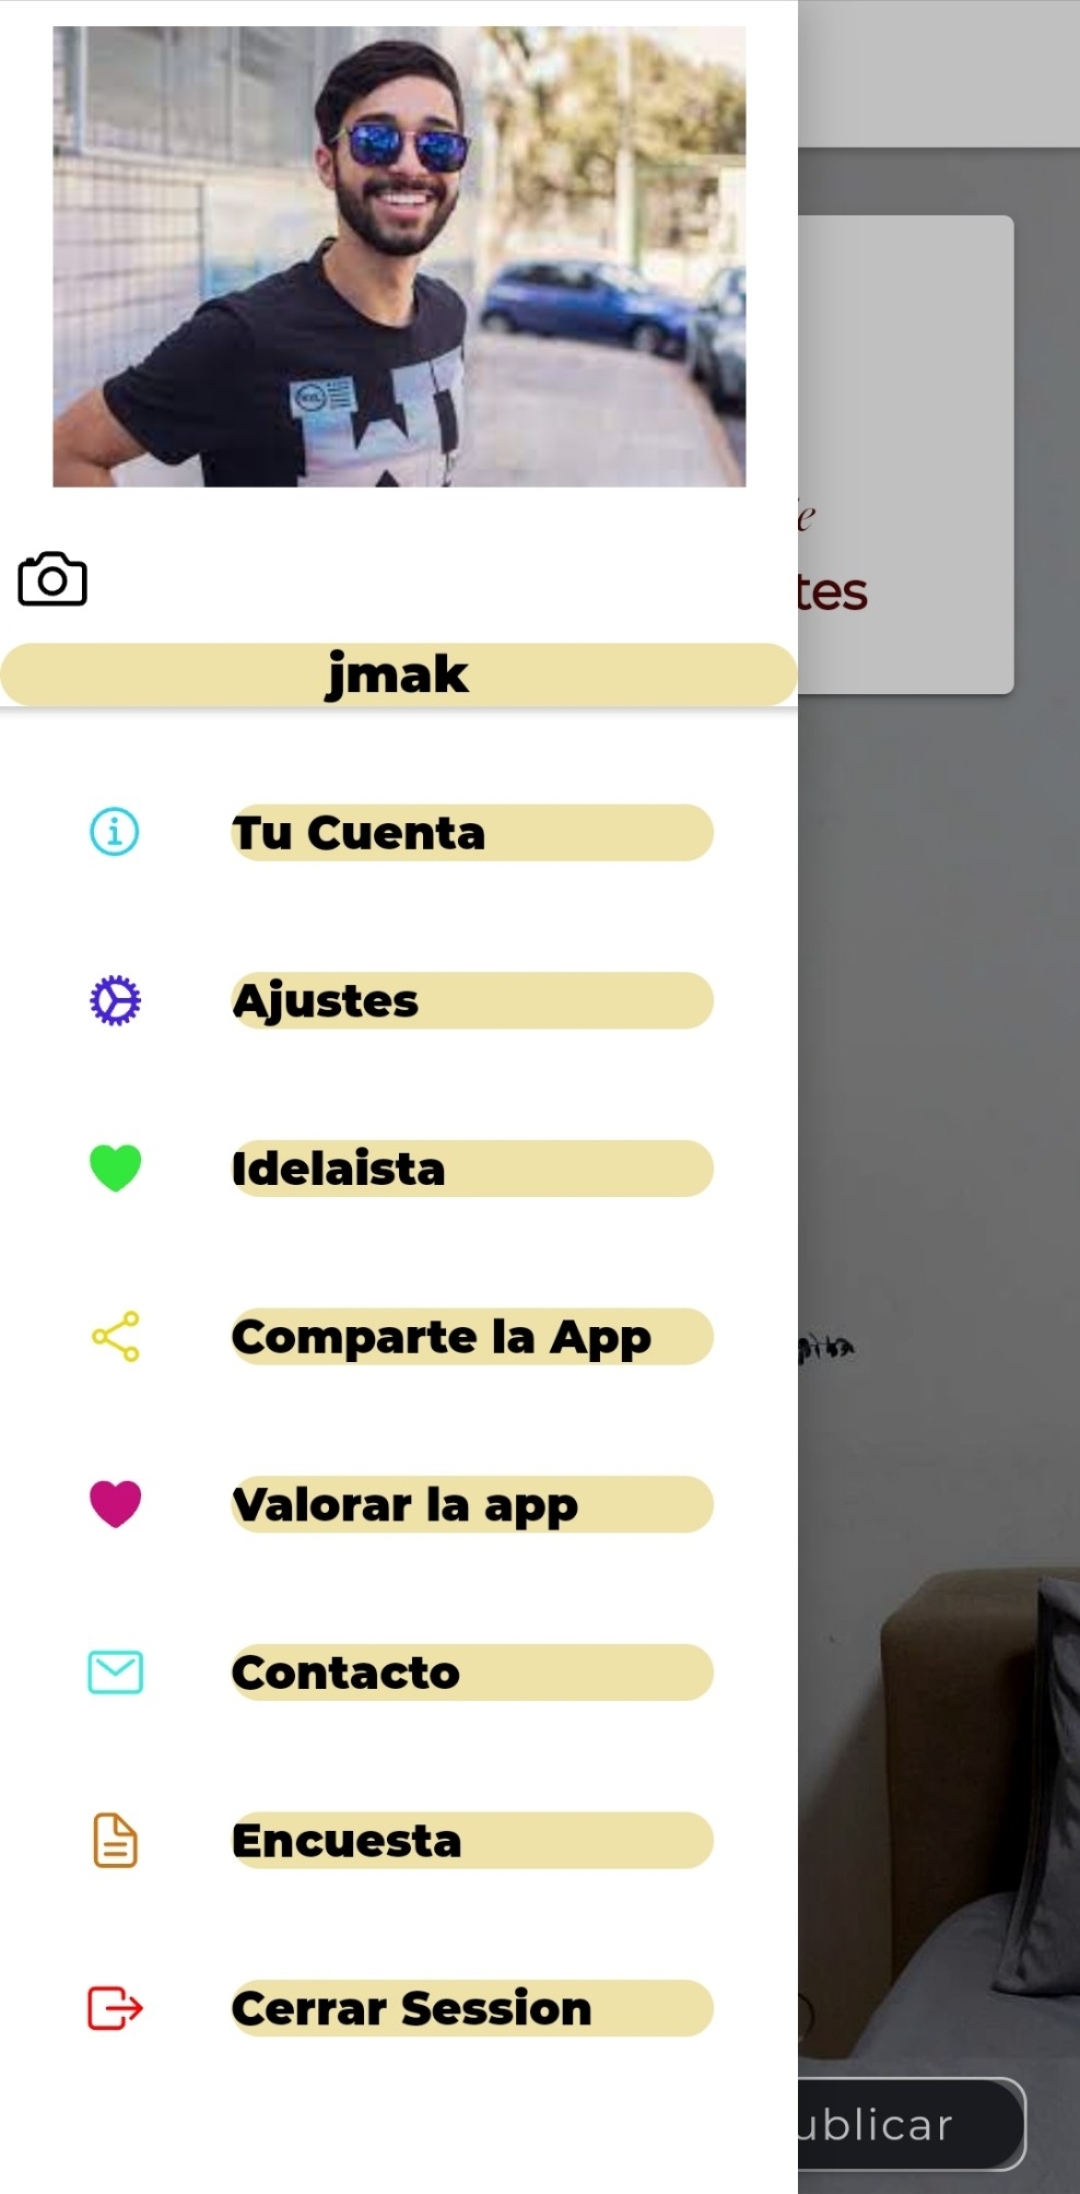 jmak
Tu Cuenta
Ajustes
Idelaista
Comparte la App
Valorar la app
Contacto
Encuesta
Cerrar Session
e
tes
ublicar